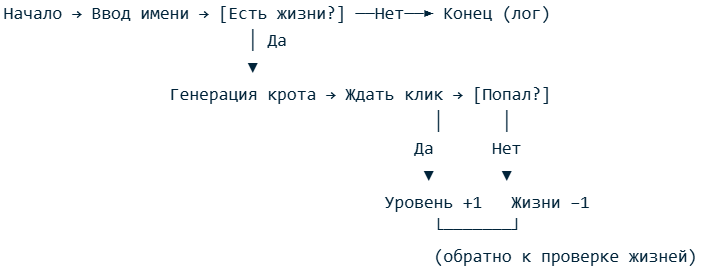 Начало → Ввод имени → [Есть жизни?] ──Нет──► Конец (лог)
│ Да
▼
Генерация крота → Ждать клик → [Попал?]
│ │
Да Нет
▼ ▼
Уровень +1 Жизни −1
└───────┘
(обратно к проверке жизней)